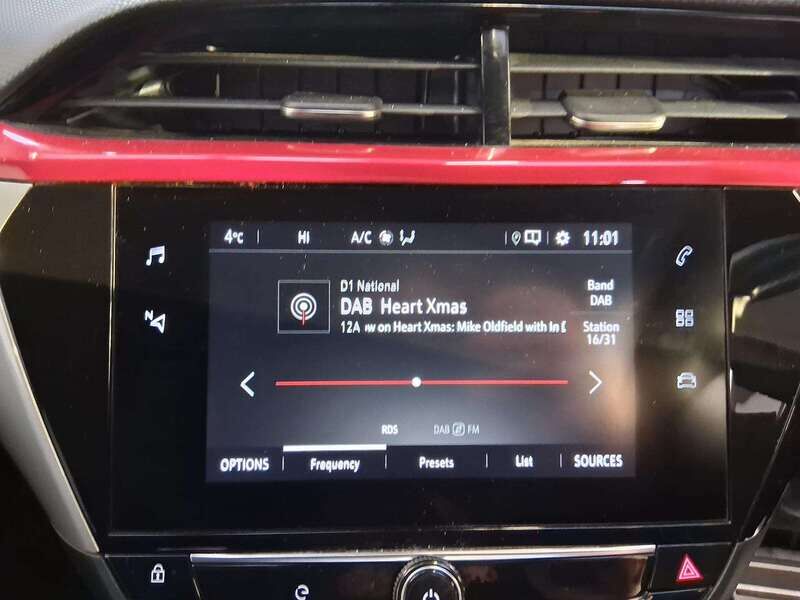 4°C HI A/C 11:01
D1 National
Band
DAB
DAB Heart Xmas
12A w on Heart Xmas: Mike Oldfield with In
Station
16/31
N
RDS DAB FM
OPTIONS Frequency Presets List SOURCES